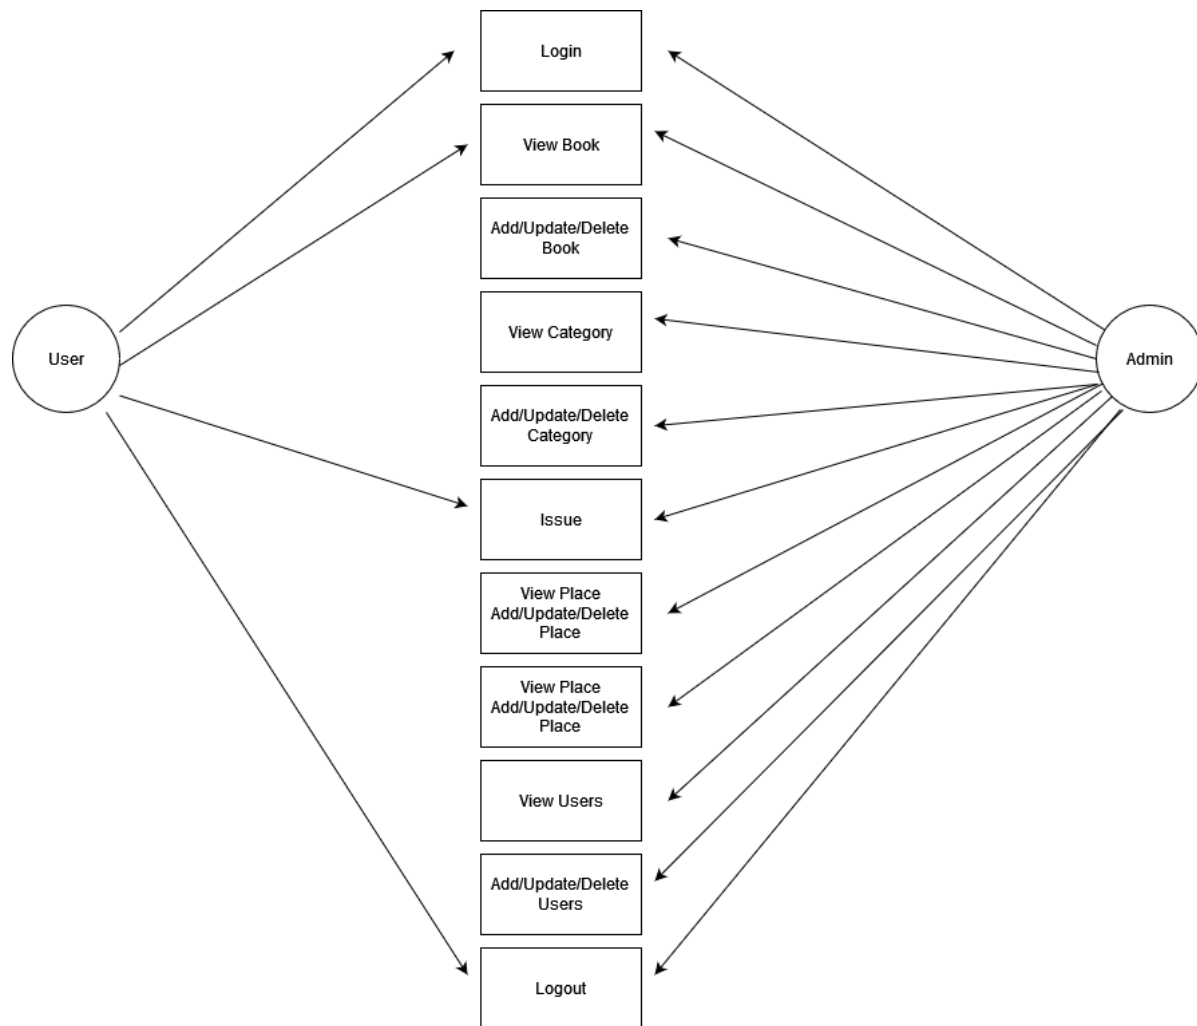 Login
View Book
Add/Update/Delete
Book
View Category
User
Admin
Add/Update/Delete
Category
Issue
View Place
Add/Update/Delete
Place
View Place
Add/Update/Delete
Place
View Users
Add/Update/Delete
Users
Logout